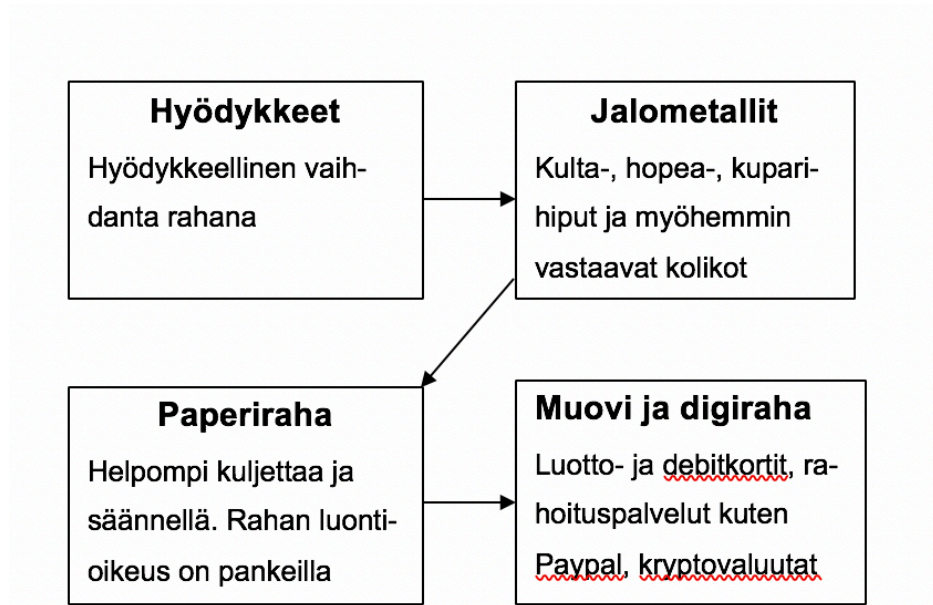 Hyödykkeet
Hyödykkeellinen vaih-
danta rahana
Jalometallit
Kulta-, hopea-, kupari-
hiput ja myöhemmin
vastaavat kolikot
Paperiraha
Helpompi kuljettaa ja
säännellä. Rahan luonti-
oikeus on pankeilla
Muovi ja digiraha
Luotto- ja debitkortit, ra-
hoituspalvelut kuten
Paypal, kryptovaluutat